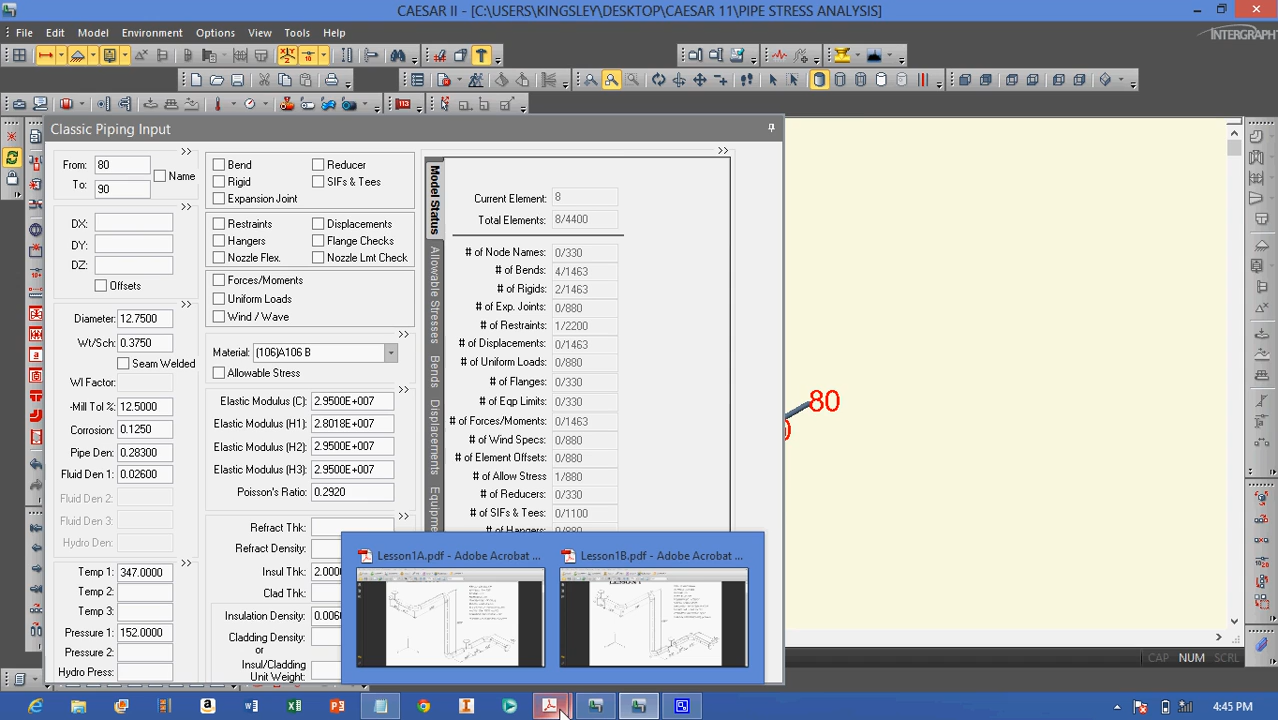 CAESAR II - [C:\USERS\KINGSLEY\DESKTOP\CAESAR 11\PIPE STRESS ANALYSIS]
File Edit Model Environment Options View Tools Help
INTERGRAPH
113
Classic Piping Input
From: 80
To: 90
Name
DX:
DY:
DZ:
Offsets
Diameter: 12.7500
Wt/Sch: 0.3750
Seam Welded
Wl Factor:
-Mill Tol %: 12.5000
Corrosion: 0.1250
Pipe Den: 0.28300
Fluid Den 1: 0.02600
Fluid Den 2:
Fluid Den 3:
Hydro Den:
Temp 1: 347.0000
Temp 2:
Temp 3:
Pressure 1: 152.0000
Pressure 2:
Hydro Press:
Bend Reducer
Rigid SIFs & Tees
Expansion Joint
Restraints Displacements
Hangers Flange Checks
Nozzle Flex. Nozzle Lmt Check
Forces/Moments
Uniform Loads
Wind / Wave
Material: (106)A106 B
Allowable Stress
Elastic Modulus (C): 2.9500E+007
Elastic Modulus (H1): 2.8018E+007
Elastic Modulus (H2): 2.9500E+007
Elastic Modulus (H3): 2.9500E+007
Poisson's Ratio: 0.2920
Refract Thk:
Refract Density:
Insul Thk: 2.0000
Clad Thk:
Insulation Density: 0.006
Cladding Density:
or
Insul/Cladding
Unit Weight:
Model Status
Allowable Stresses
Bends
Displacements
Equipme
Current Element: 8
Total Elements: 8/4400
# of Node Names: 0/330
# of Bends: 4/1463
# of Rigids: 2/1463
# of Exp. Joints: 0/880
# of Restraints: 1/2200
# of Displacements: 0/1463
# of Uniform Loads: 0/880
# of Flanges: 0/330
# of Eqp Limits: 0/330
# of Forces/Moments: 0/1463
# of Wind Specs: 0/880
# of Element Offsets: 0/880
# of Allow Stress 1/880
# of Reducers: 0/330
# of SIFs & Tees: 0/1100
# of Hangers: 0/880
80
Lesson1A.pdf - Adobe Acrobat ...
Lesson1B.pdf - Adobe Acrobat ...
CAP NUM SCRL
4:45 PM